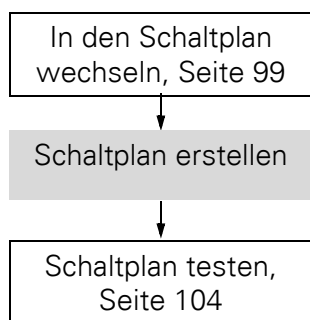 In den Schaltplan
wechseln, Seite 99
Schaltplan erstellen
Schaltplan testen,
Seite 104